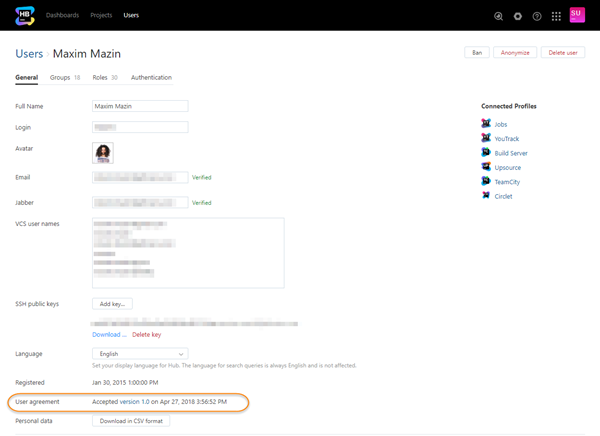 HB
Dashboards Projects Users
SU
Users Maxim Mazin
Ban Anonymize Delete user
General Groups 18 Roles 30 Authentication
Full Name Maxim Mazin
Connected Profiles
Login
Jobs
Avatar
YouTrack
Build Server
Upsource
Email Verified
TeamCity
Jabber Verified
Circlet
VCS user names
SSH public keys Add key...
Download ... Delete key
Language English
Set your display language for Hub. The language for search queries is always English and is not affected.
Registered Jan 30, 2015 1:00:00 PM
User agreement Accepted version 1.0 on Apr 27, 2018 3:56:52 PM
Personal data Download in CSV format